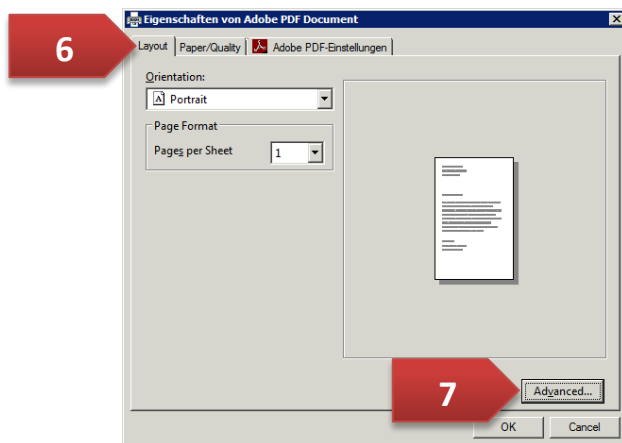 Eigenschaften von Adobe PDF Document
6
Layout Paper/Quality Adobe PDF-Einstellungen
Orientation:
Portrait
Page Format
Pages per Sheet 1
7
Advanced...
OK Cancel